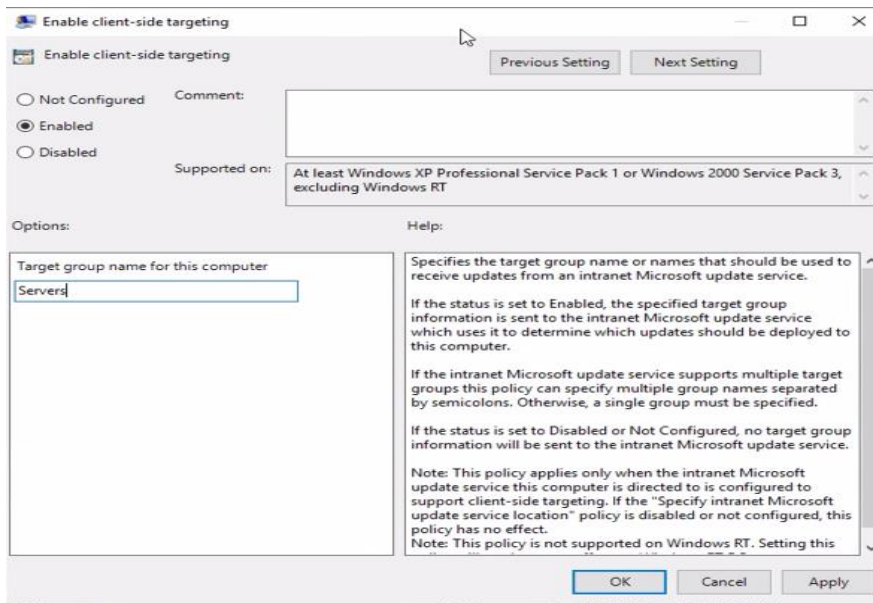 Enable client-side targeting
Enable client-side targeting
Previous Setting
Next Setting
Not Configured
Enabled
Disabled
Comment:
Supported on:
At least Windows XP Professional Service Pack 1 or Windows 2000 Service Pack 3,
excluding Windows RT
Options:
Help:
Target group name for this computer
Servers
Specifies the target group name or names that should be used to
receive updates from an intranet Microsoft update service.
If the status is set to Enabled, the specified target group
information is sent to the intranet Microsoft update service
which uses it to determine which updates should be deployed to
this computer.
If the intranet Microsoft update service supports multiple target
groups this policy can specify multiple group names separated
by semicolons. Otherwise, a single group must be specified.
If the status is set to Disabled or Not Configured, no target group
information will be sent to the intranet Microsoft update service.
Note: This policy applies only when the intranet Microsoft
update service this computer is directed to is configured to
support client-side targeting. If the "Specify intranet Microsoft
update service location" policy is disabled or not configured, this
policy has no effect.
Note: This policy is not supported on Windows RT. Setting this
OK
Cancel
Apply